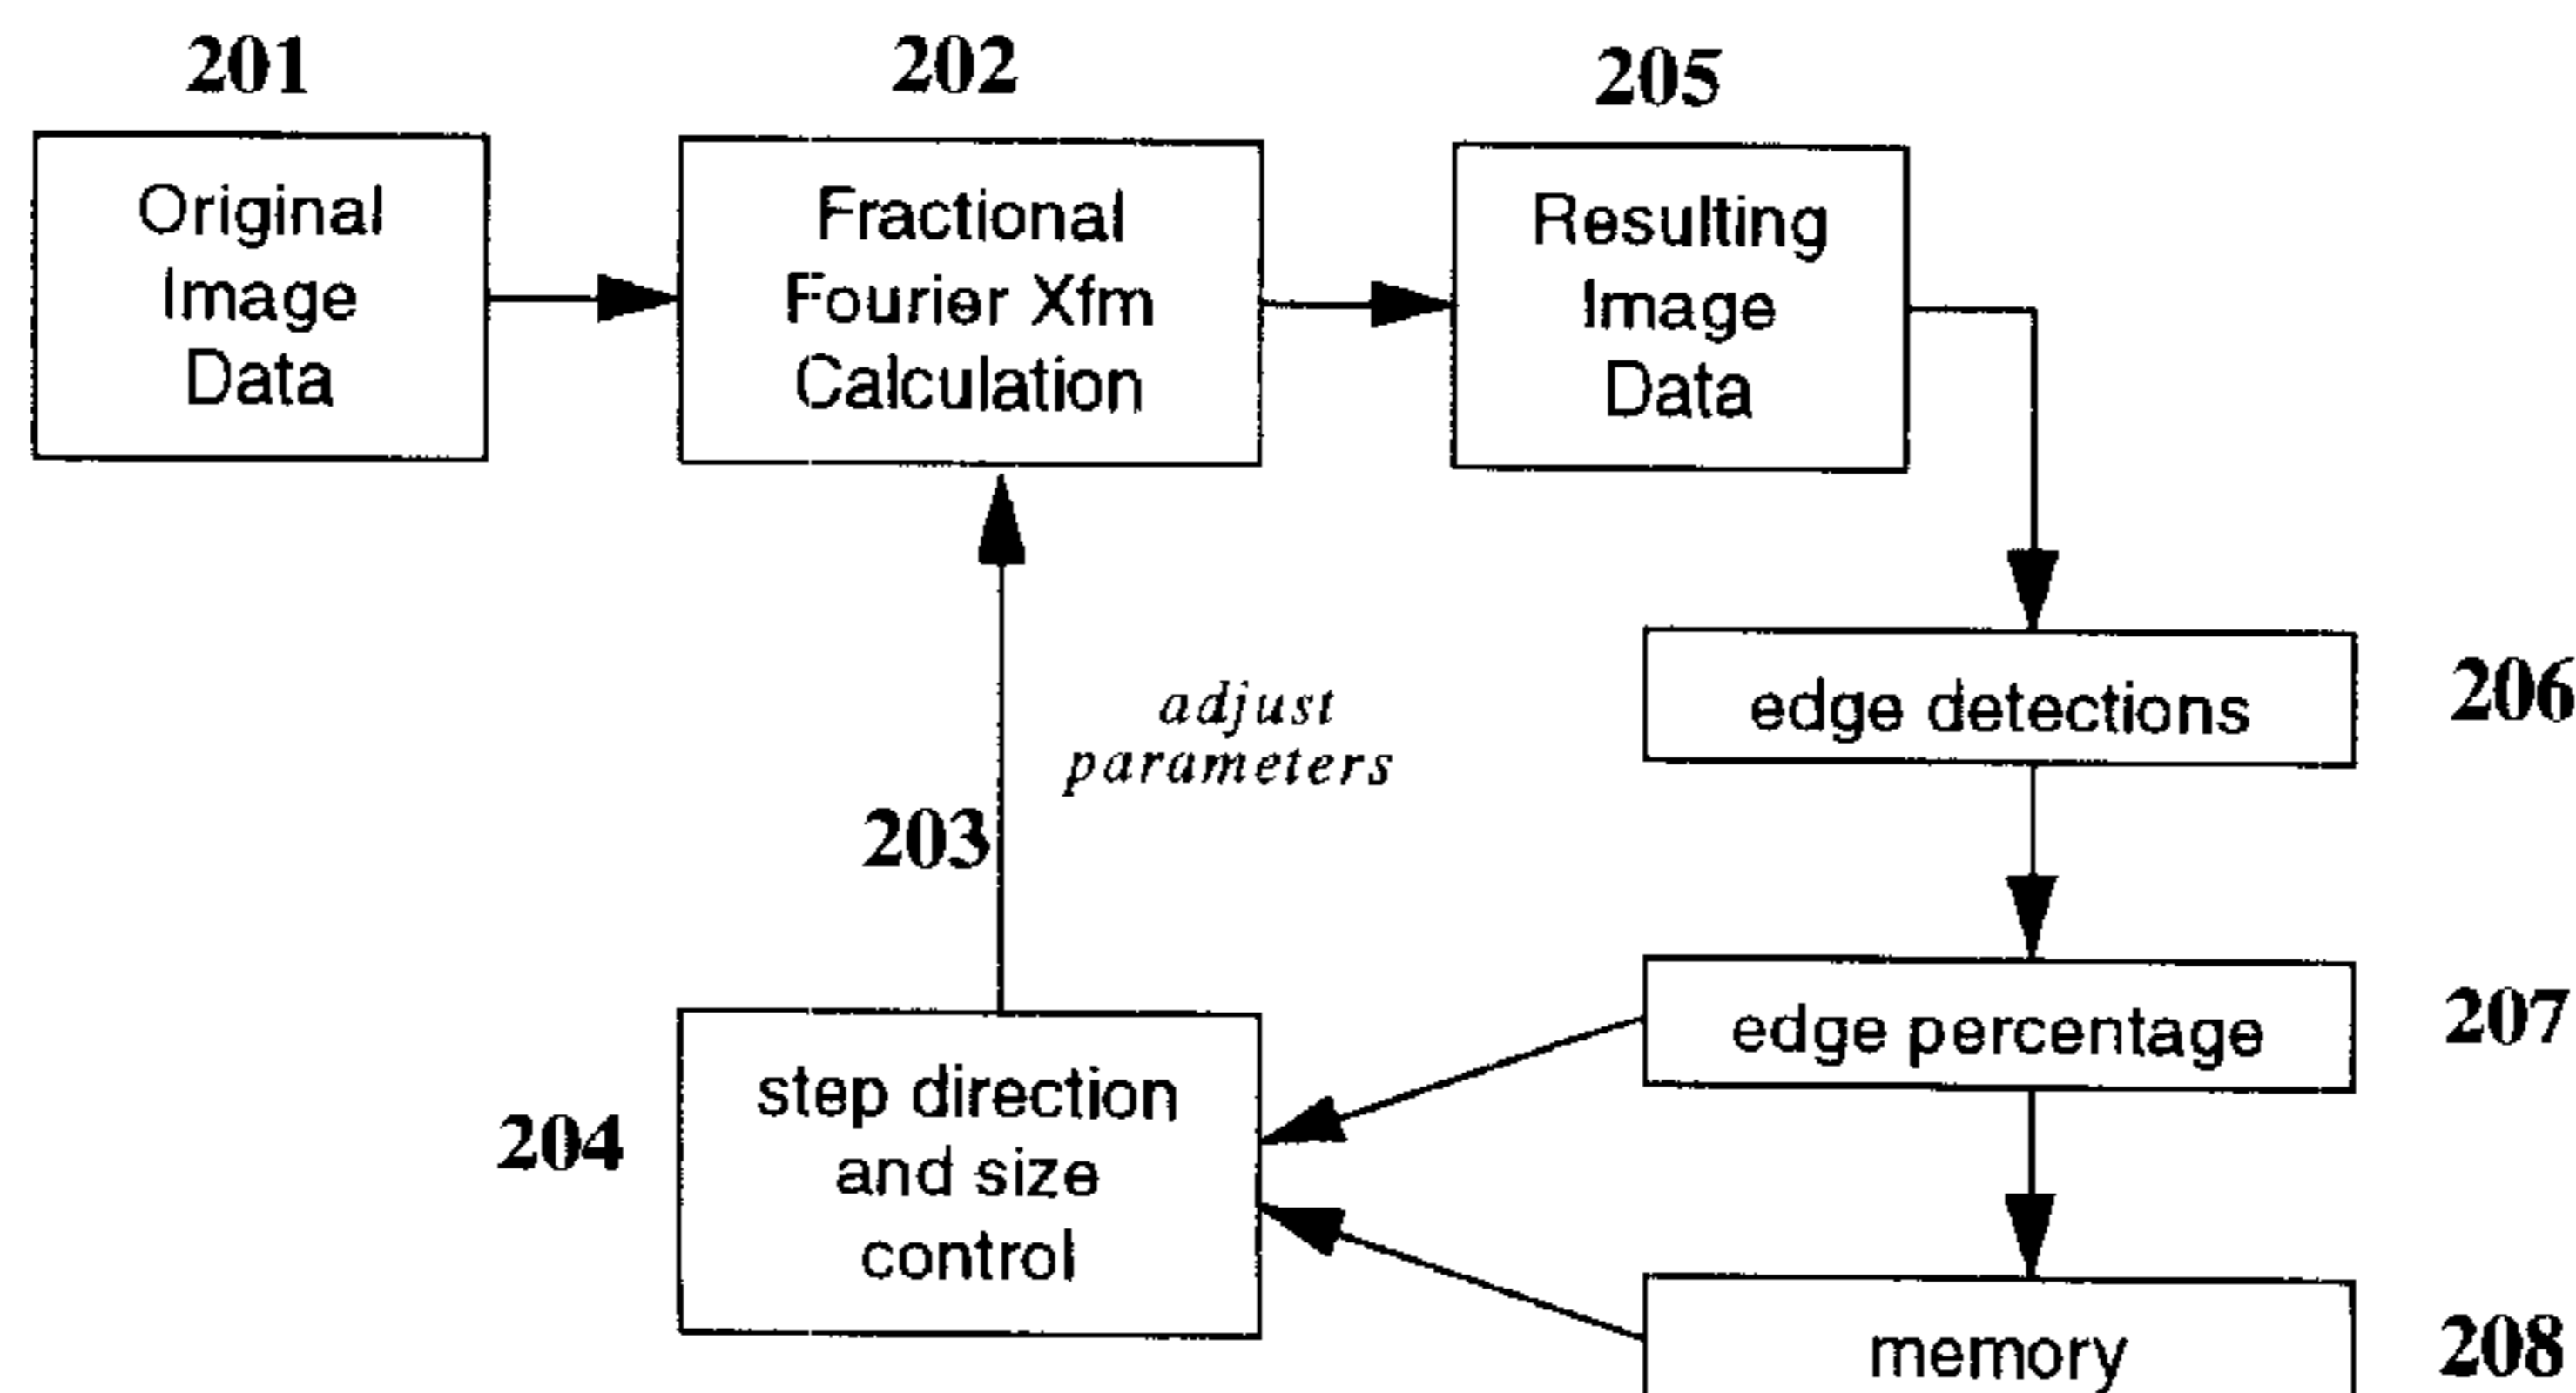 201
Original
Image
Data
202
Fractional
Fourier Xfm
Calculation
205
Resulting
Image
Data
206
edge detections
adjust
parameters
203
207
edge percentage
204
step direction
and size
control
208
memory